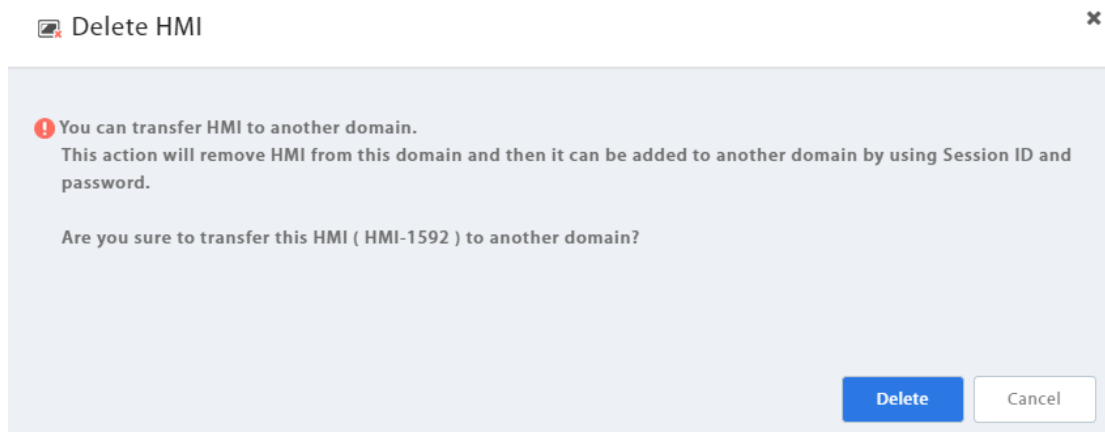 Delete HMI
You can transfer HMI to another domain.
This action will remove HMI from this domain and then it can be added to another domain by using Session ID and
password.
Are you sure to transfer this HMI ( HMI-1592 ) to another domain?
Delete
Cancel